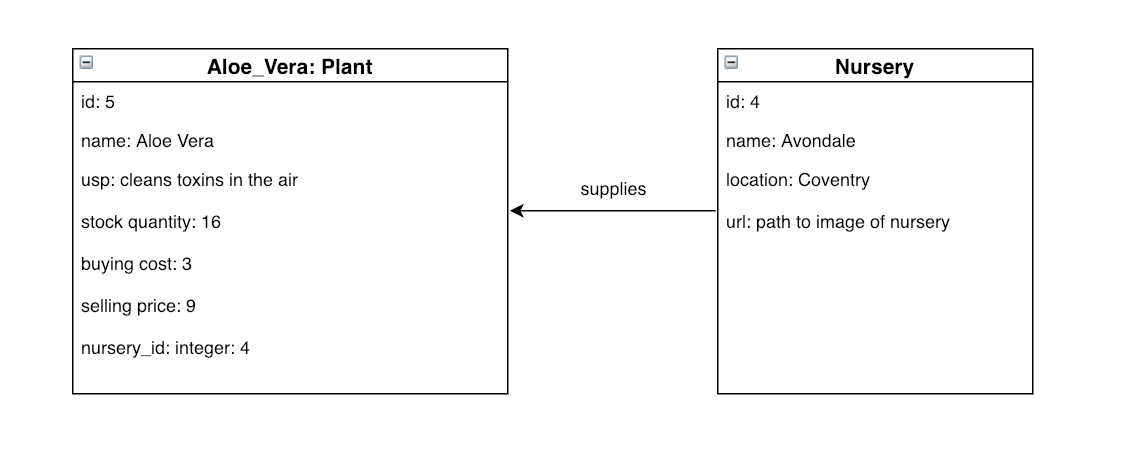 Aloe_Vera: Plant
id: 5
name: Aloe Vera
usp: cleans toxins in the air
stock quantity: 16
buying cost: 3
selling price: 9
nursery_id: integer: 4
supplies
Nursery
id: 4
name: Avondale
location: Coventry
url: path to image of nursery